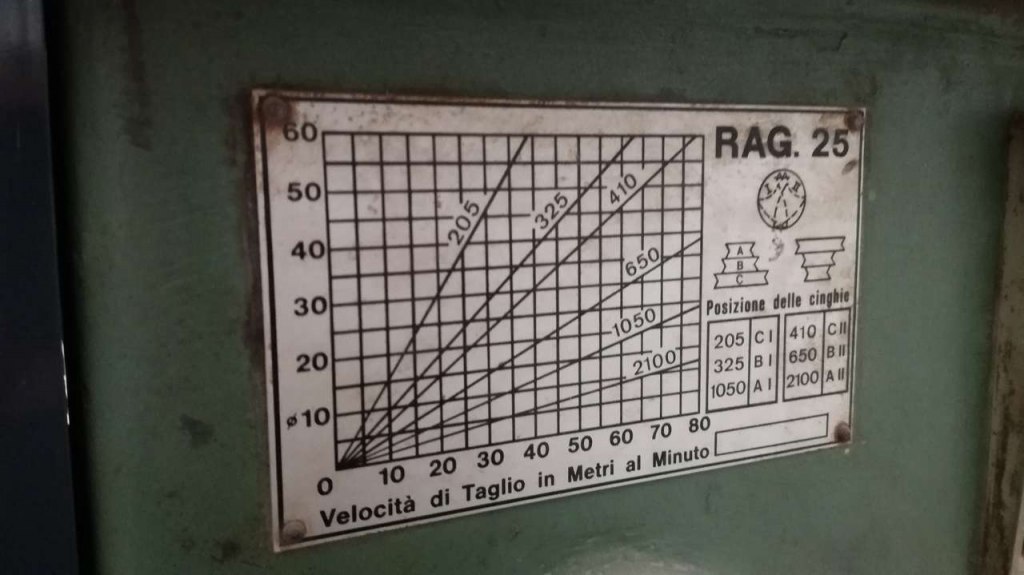 RAG. 25
I II
60
50
40
30
20
ø 10
0 10 20 30 40 50 60 70 80
205
325
410
650
1050
2100
Velocità di Taglio in Metri al Minuto
A
B
C
Posizione delle cinghie
205 C I
325 B I
1050 A I
410 C II
650 B II
2100 A II